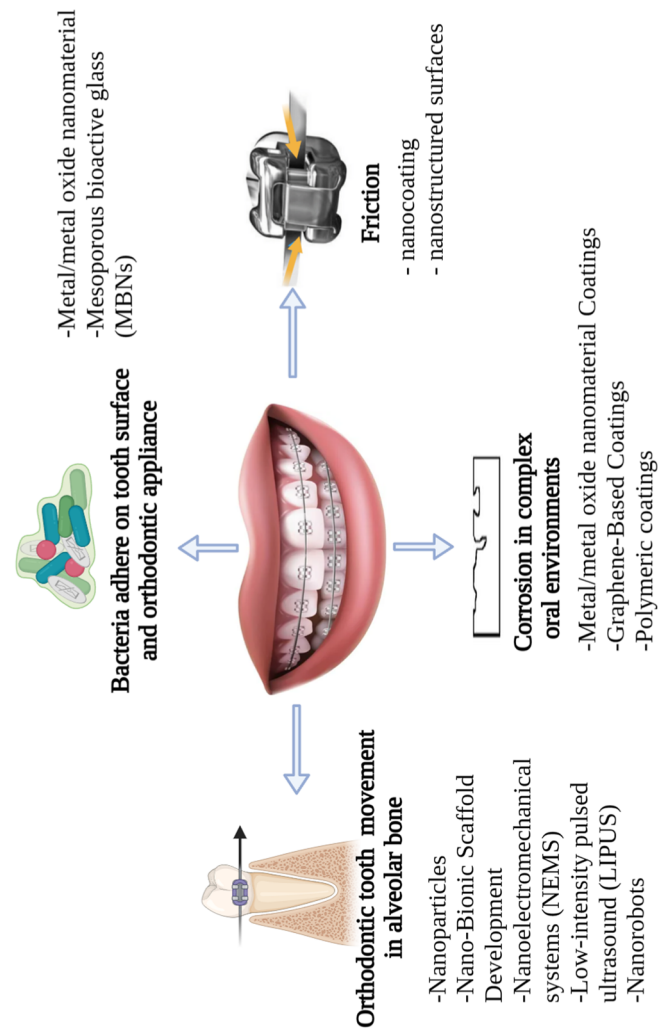 Bacteria adhere on tooth surface
and orthodontic appliance
-Metal/metal oxide nanomaterial
-Mesoporous bioactive glass
(MBNs)
Orthodontic tooth movement
in alveolar bone
-Nanoparticles
-Nano-Bionic Scaffold
Development
-Nanoelectromechanical
systems (NEMS)
-Low-intensity pulsed
ultrasound (LIPUS)
-Nanorobots
Friction
- nanocoating
- nanostructured surfaces
Corrosion in complex
oral environments
-Metal/metal oxide nanomaterial Coatings
-Graphene-Based Coatings
-Polymeric coatings